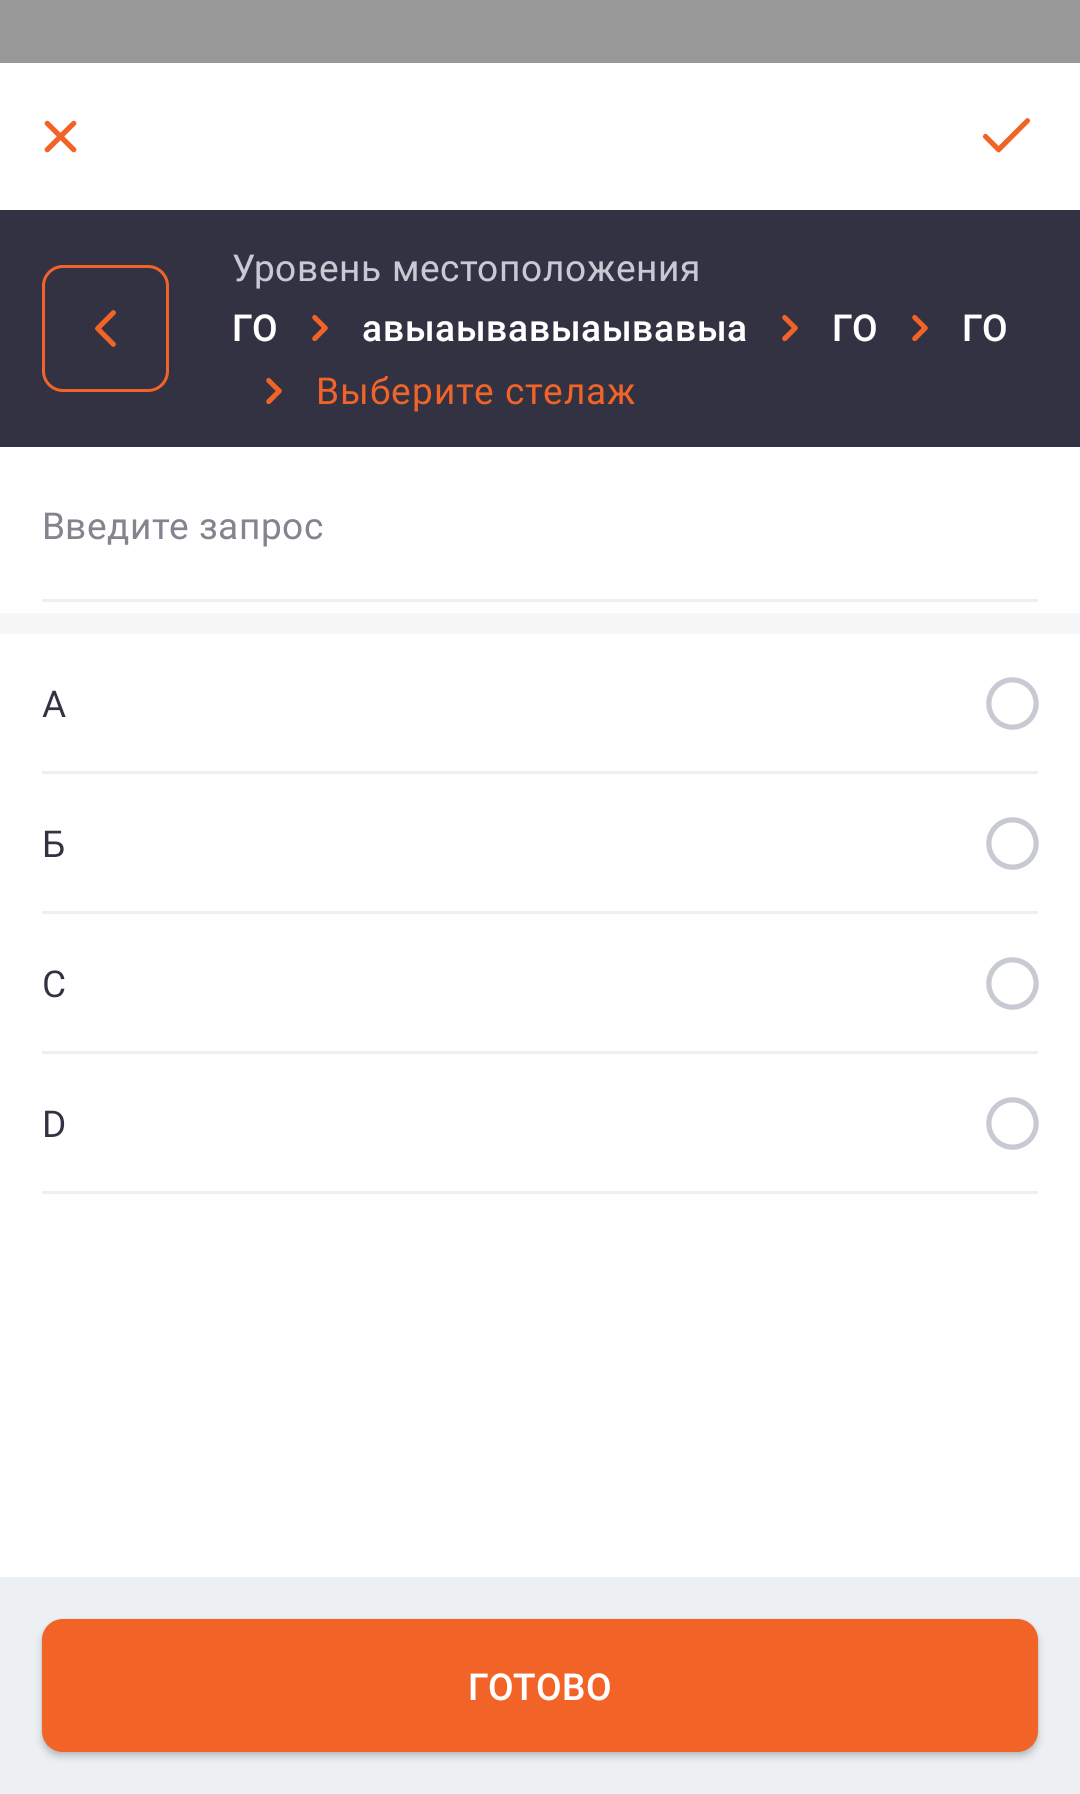 Уровень местоположения
ГО авыаывавыаывавыа ГО ГО
Выберите стелаж
Введите запрос
А
Б
С
D
ГОТОВО